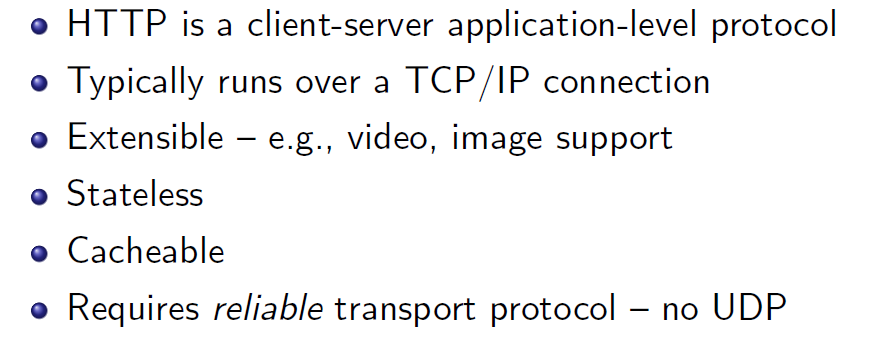 HTTP is a client-server application-level protocol
Typically runs over a TCP/IP connection
Extensible – e.g., video, image support
Stateless
Cacheable
Requires reliable transport protocol – no UDP